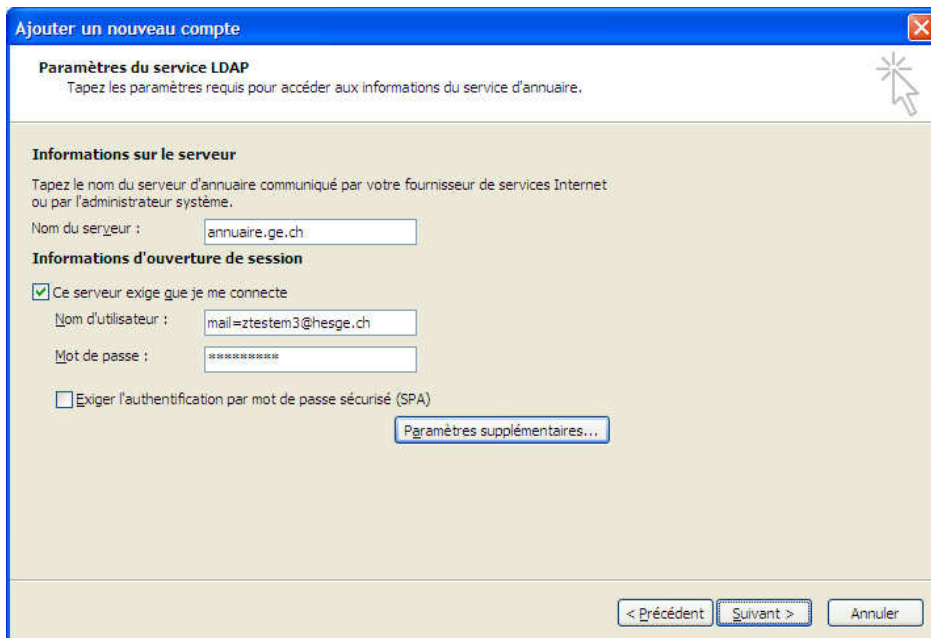 Ajouter un nouveau compte
Paramètres du service LDAP
Tapez les paramètres requis pour accéder aux informations du service d'annuaire.
Informations sur le serveur
Tapez le nom du serveur d'annuaire communiqué par votre fournisseur de services Internet
ou par l'administrateur système.
Nom du serveur : annuaire.ge.ch
Informations d'ouverture de session
Ce serveur exige que je me connecte
Nom d'utilisateur : mail=ztestem3@hesge.ch
Mot de passe : *********
Exiger l'authentification par mot de passe sécurisé (SPA)
Paramètres supplémentaires...
< Précédent Suivant > Annuler